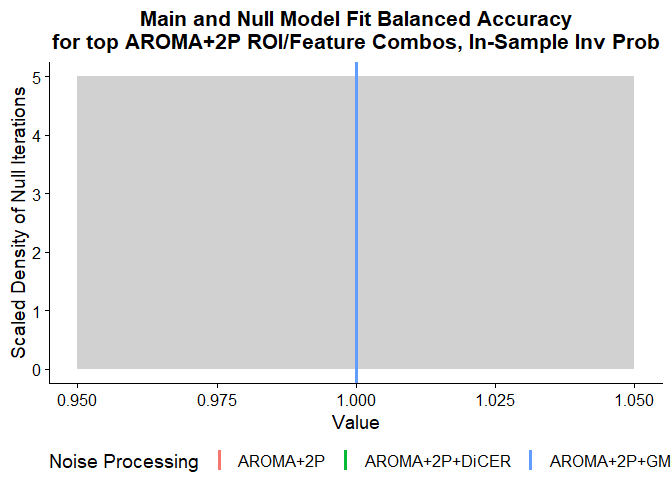 Main and Null Model Fit Balanced Accuracy
for top AROMA+2P ROI/Feature Combos, In-Sample Inv Prob
Scaled Density of Null Iterations
5
4
3
2
1
0
0.950 0.975 1.000 1.025 1.050
Value
Noise Processing AROMA+2P AROMA+2P+DiCER AROMA+2P+GM